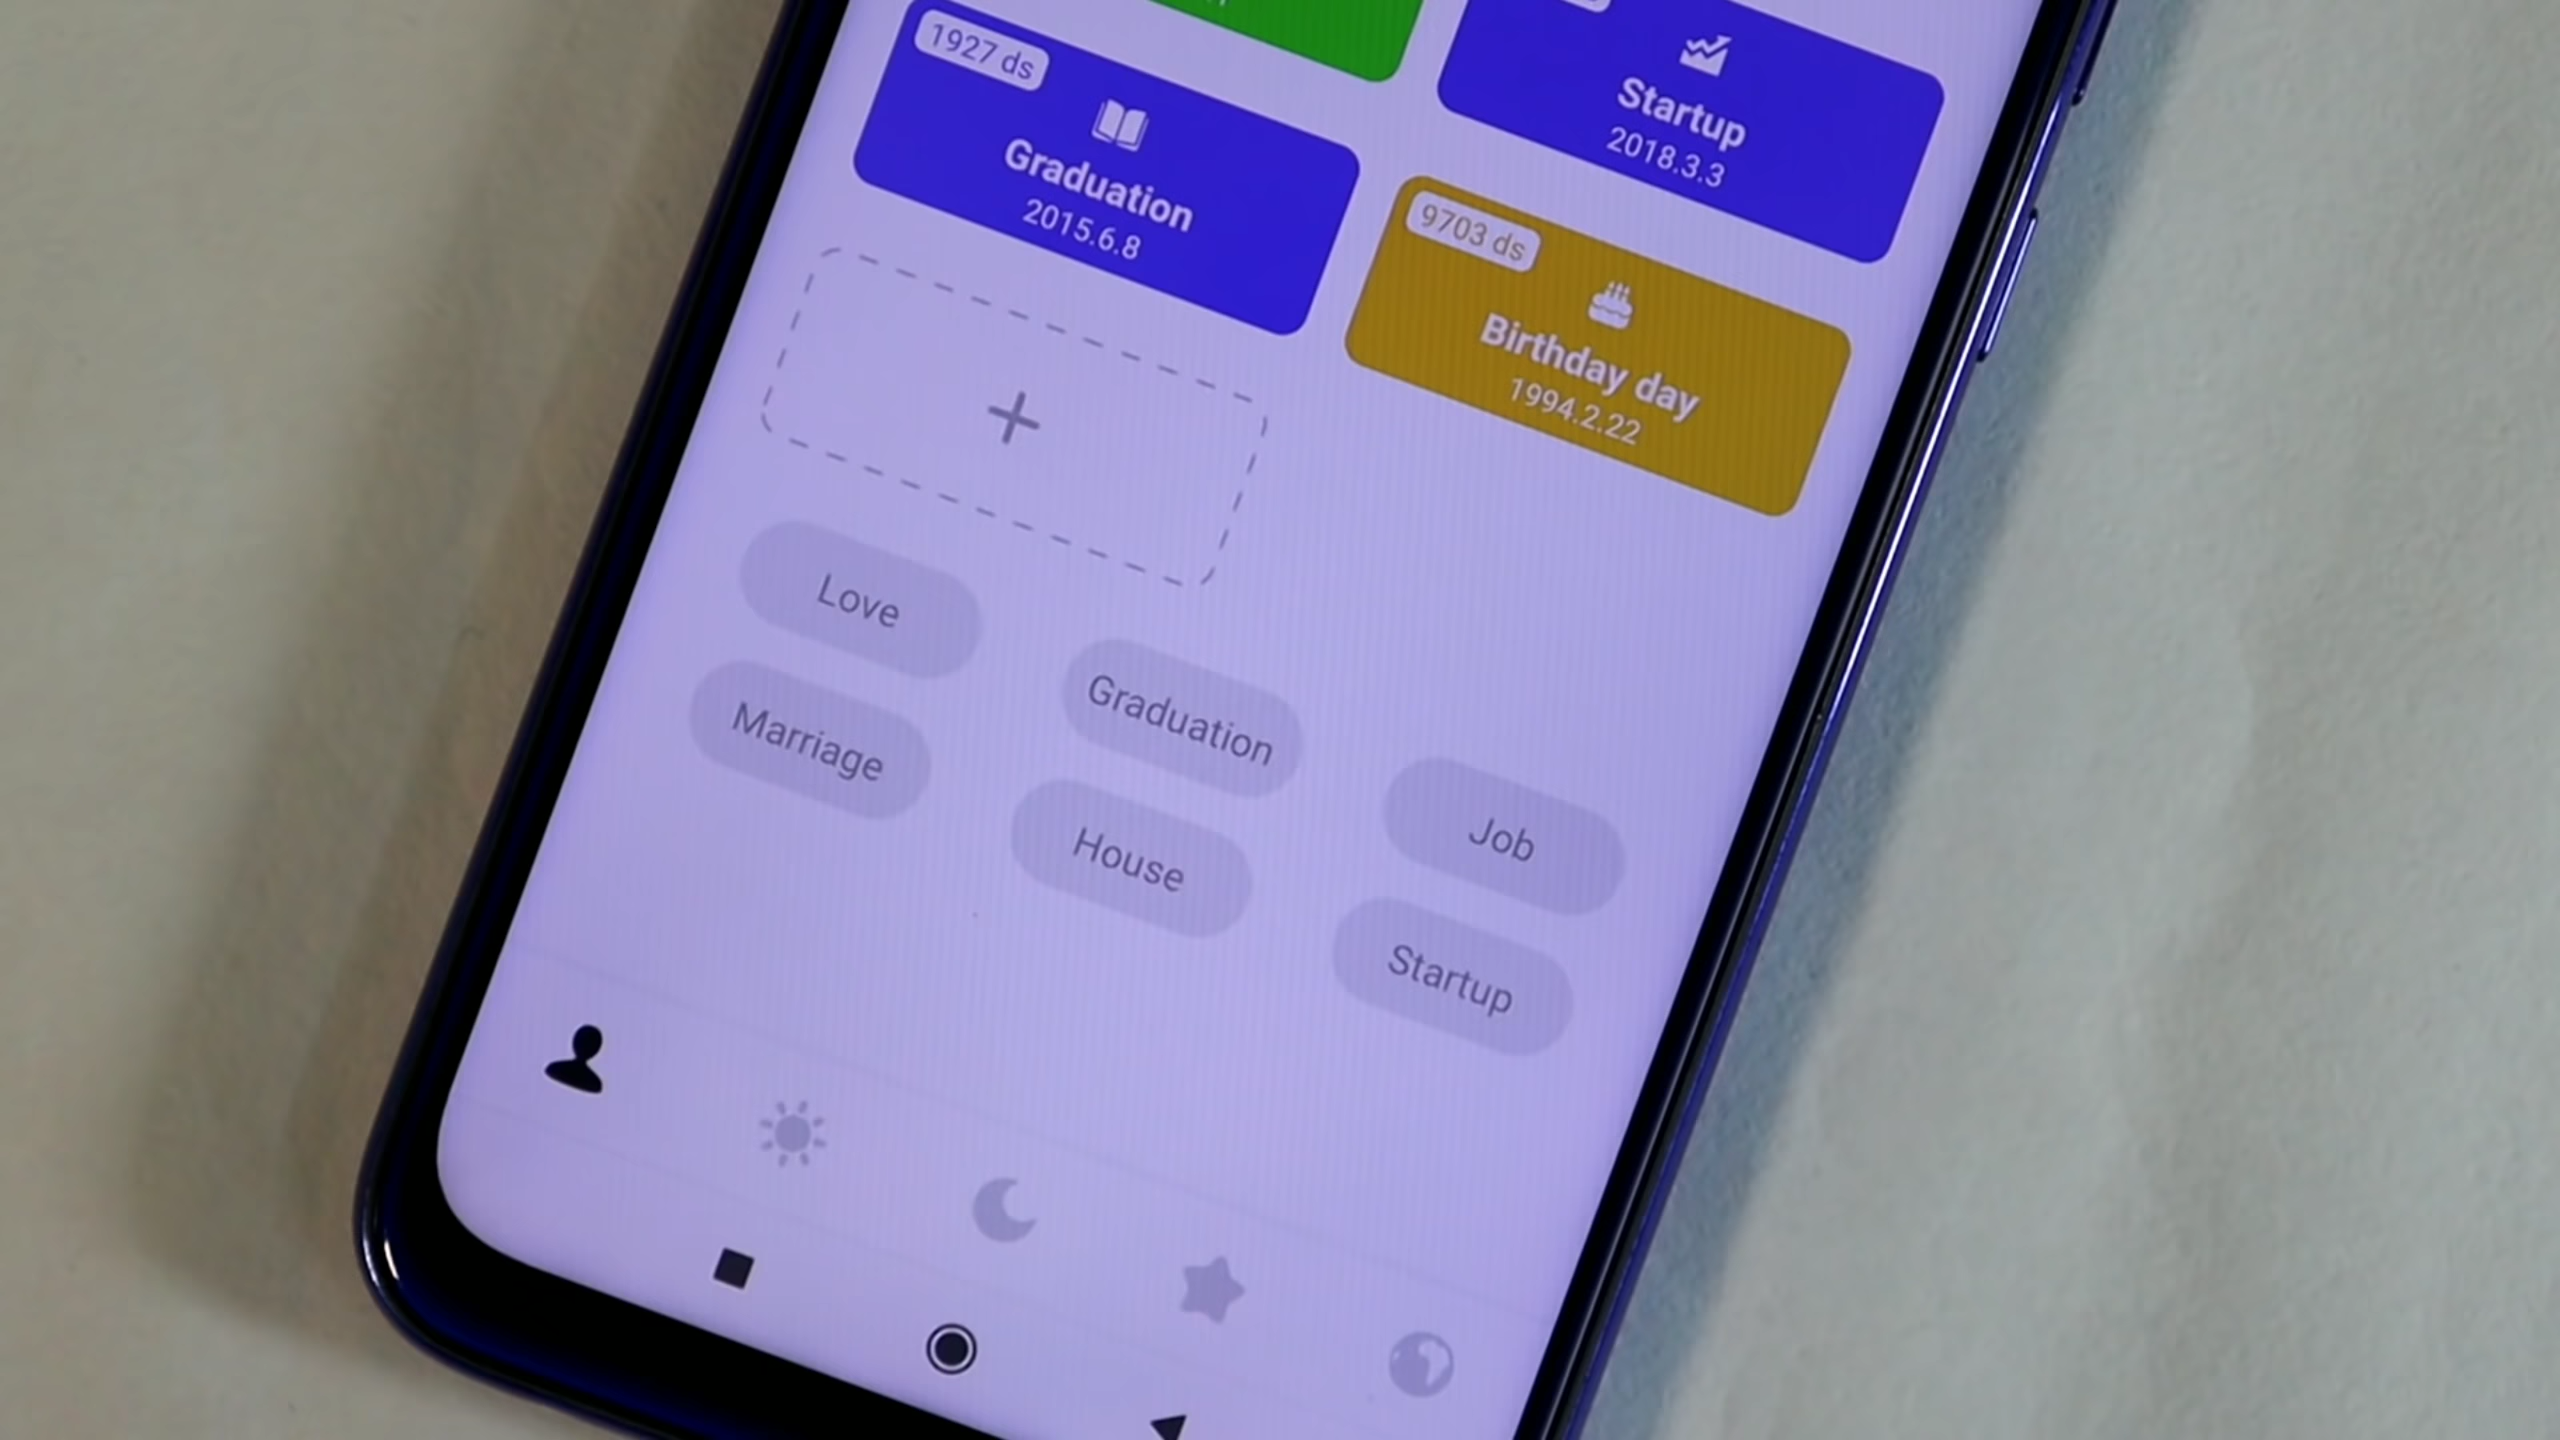 1927 ds
Graduation
2015.6.8
Startup
2018.3.3
9703 ds
Birthday day
1994.2.22
Love
Graduation
Job
Marriage
House
Startup